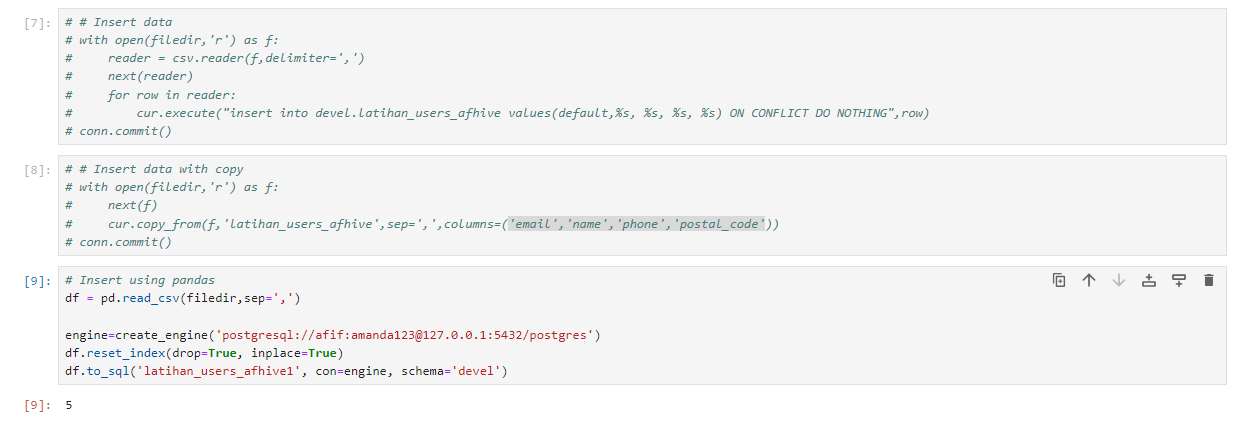 [7]: # # Insert data
# with open(filedir,'r') as f:
#     reader = csv.reader(f,delimiter=',')
#     next(reader)
#     for row in reader:
#         cur.execute("insert into devel.latihan_users_afhive values(default,%s, %s, %s, %s) ON CONFLICT DO NOTHING",row)
# conn.commit()
[8]: # # Insert data with copy
# with open(filedir,'r') as f:
#     next(f)
#     cur.copy_from(f,'latihan_users_afhive',sep=',',columns=('email','name','phone','postal_code'))
# conn.commit()
[9]: # Insert using pandas
df = pd.read_csv(filedir,sep=',')
engine=create_engine('postgresql://afif:amanda123@127.0.0.1:5432/postgres')
df.reset_index(drop=True, inplace=True)
df.to_sql('latihan_users_afhive1', con=engine, schema='devel')
[9]: 5